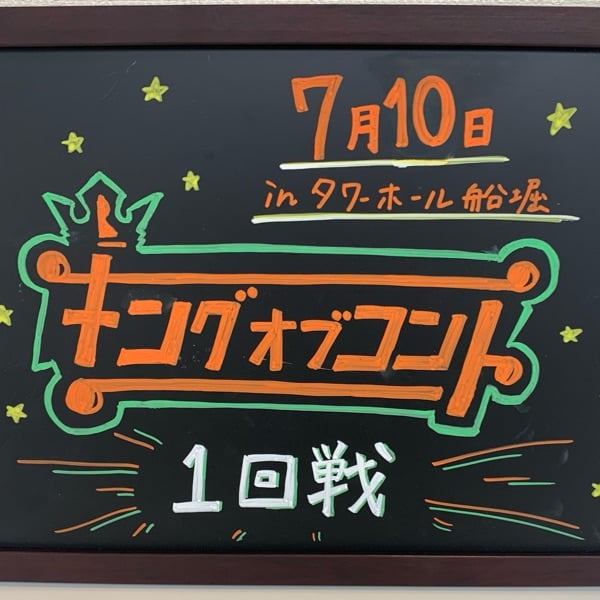 7月10日
in タワーホール船堀
キングオブコント
1回戦